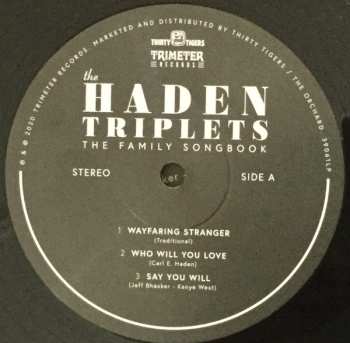 THIRTY TIGERS
TRIMETER
RECORDS
the
HADEN
TRIPLETS
THE FAMILY SONGBOOK
STEREO
SIDE A
1 WAYFARING STRANGER
(Traditional)
2 WHO WILL YOU LOVE
(Carl E. Haden)
3 SAY YOU WILL
(Jeff Bhasker - Kanye West)
℗ & © 2020 TRIMETER RECORDS. MARKETED AND DISTRIBUTED BY THIRTY TIGERS / THE ORCHARD. 39061LP